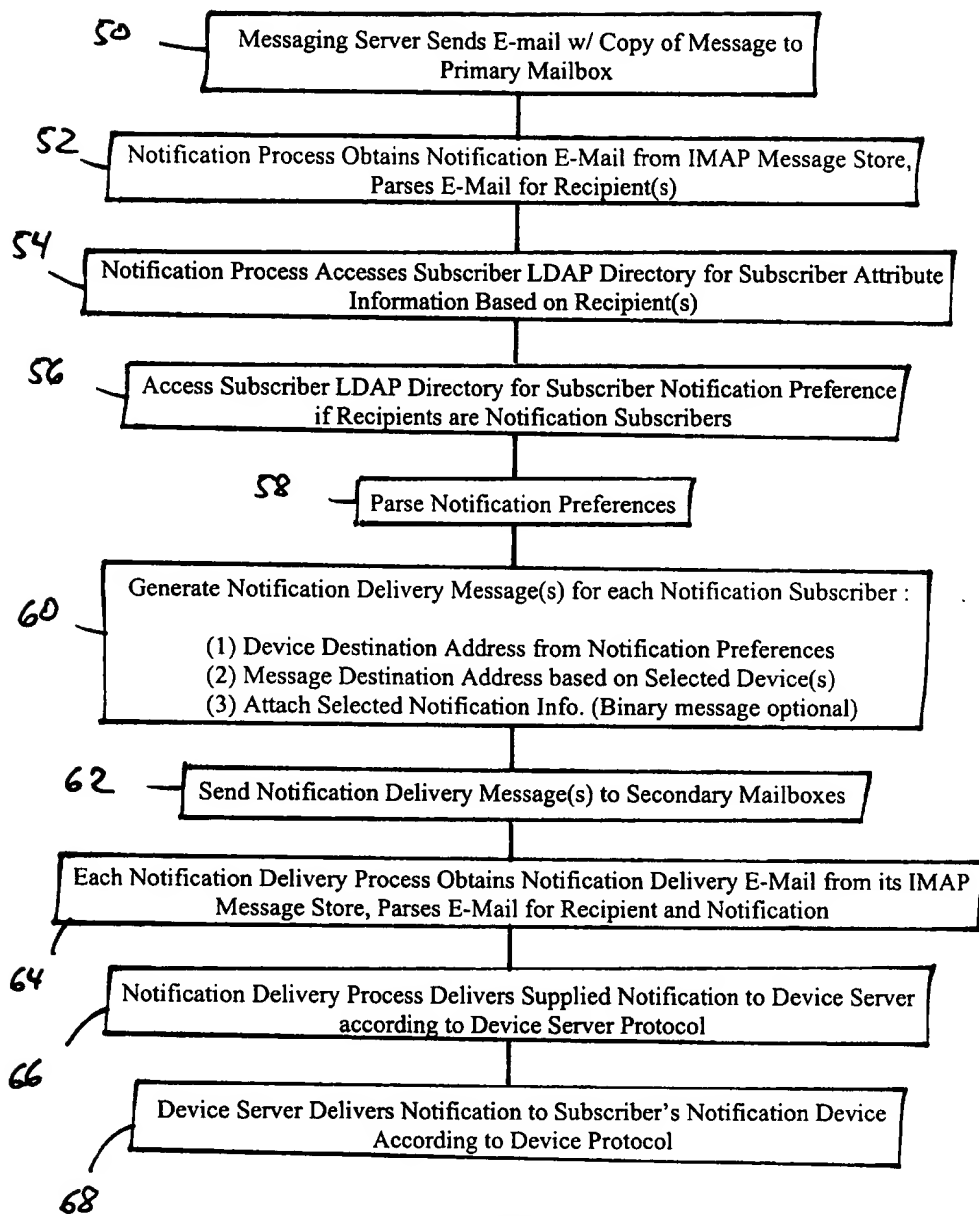 50
Messaging Server Sends E-mail w/ Copy of Message to
Primary Mailbox
52
Notification Process Obtains Notification E-Mail from IMAP Message Store,
Parses E-Mail for Recipient(s)
54
Notification Process Accesses Subscriber LDAP Directory for Subscriber Attribute
Information Based on Recipient(s)
56
Access Subscriber LDAP Directory for Subscriber Notification Preference
if Recipients are Notification Subscribers
58
Parse Notification Preferences
60
Generate Notification Delivery Message(s) for each Notification Subscriber :
(1) Device Destination Address from Notification Preferences
(2) Message Destination Address based on Selected Device(s)
(3) Attach Selected Notification Info. (Binary message optional)
62
Send Notification Delivery Message(s) to Secondary Mailboxes
Each Notification Delivery Process Obtains Notification Delivery E-Mail from its IMAP
Message Store, Parses E-Mail for Recipient and Notification
64
Notification Delivery Process Delivers Supplied Notification to Device Server
according to Device Server Protocol
66
Device Server Delivers Notification to Subscriber's Notification Device
According to Device Protocol
68